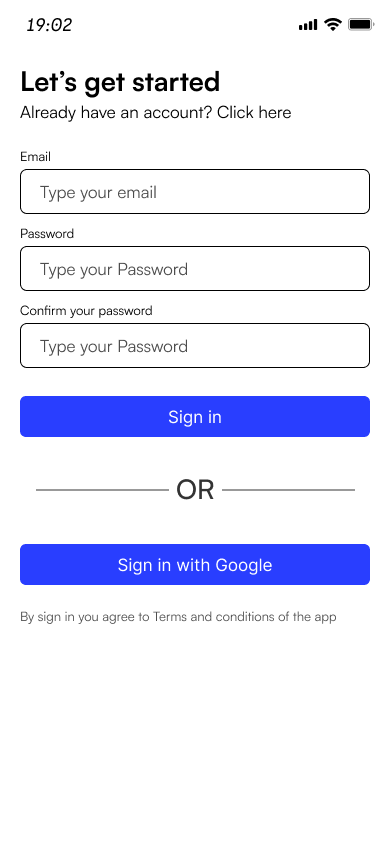 19:02
Let’s get started
Already have an account? Click here
Email
Type your email
Password
Type your Password
Confirm your password
Type your Password
Sign in
OR
Sign in with Google
By sign in you agree to Terms and conditions of the app